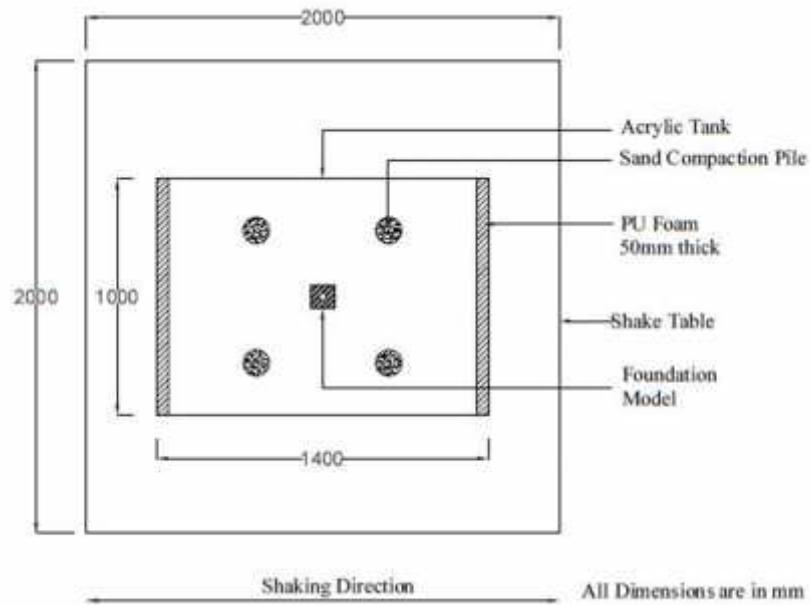 2000
Acrylic Tank
Sand Compaction Pile
PU Foam
50mm thick
2000
1000
Shake Table
Foundation
Model
1400
Shaking Direction
All Dimensions are in mm